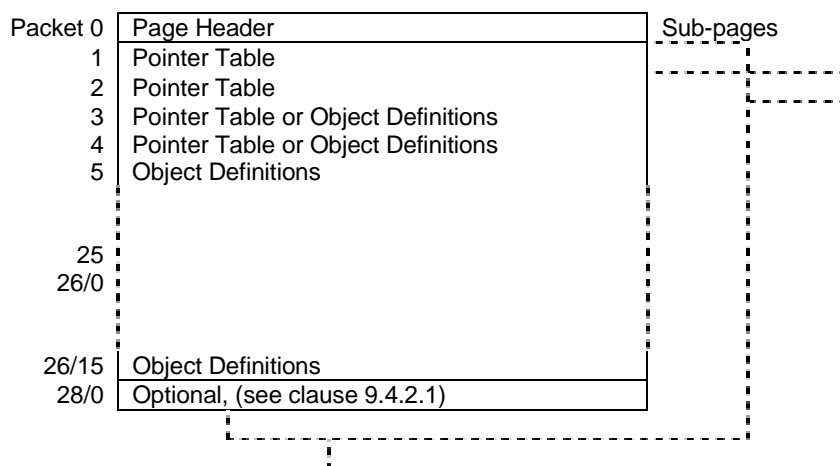 Packet 0 Page Header Sub-pages
1 Pointer Table
2 Pointer Table
3 Pointer Table or Object Definitions
4 Pointer Table or Object Definitions
5 Object Definitions
25
26/0
26/15 Object Definitions
28/0 Optional, (see clause 9.4.2.1)